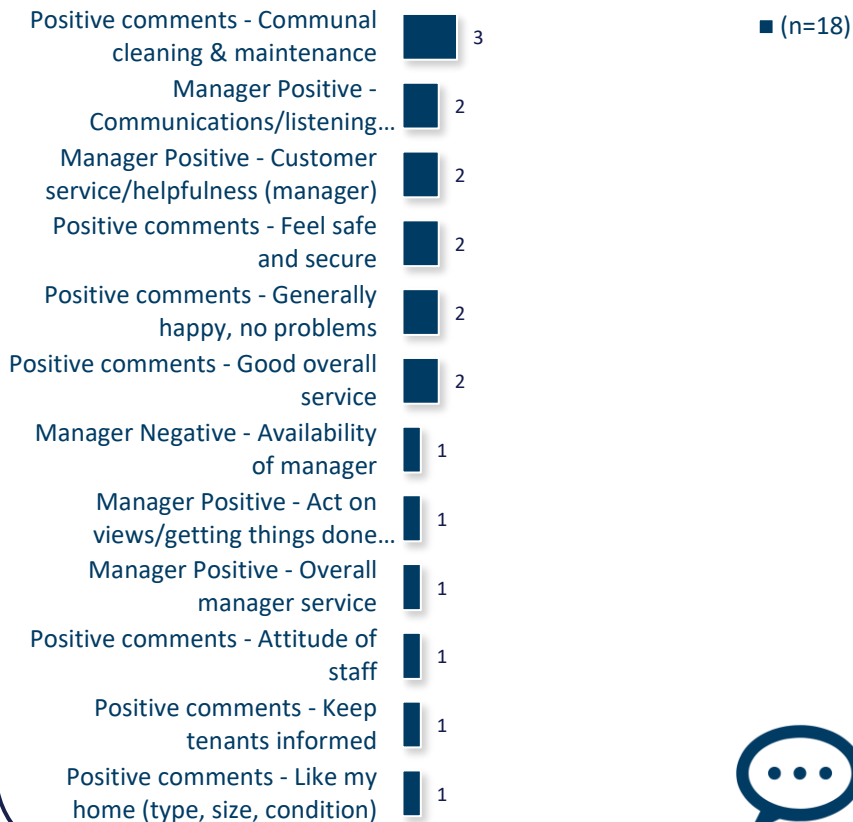 Positive comments - Communal
cleaning & maintenance
3
(n=18)
Manager Positive -
Communications/listening...
2
Manager Positive - Customer
service/helpfulness (manager)
2
Positive comments - Feel safe
and secure
2
Positive comments - Generally
happy, no problems
2
Positive comments - Good overall
service
2
Manager Negative - Availability
of manager
1
Manager Positive - Act on
views/getting things done...
1
Manager Positive - Overall
manager service
1
Positive comments - Attitude of
staff
1
Positive comments - Keep
tenants informed
1
Positive comments - Like my
home (type, size, condition)
1